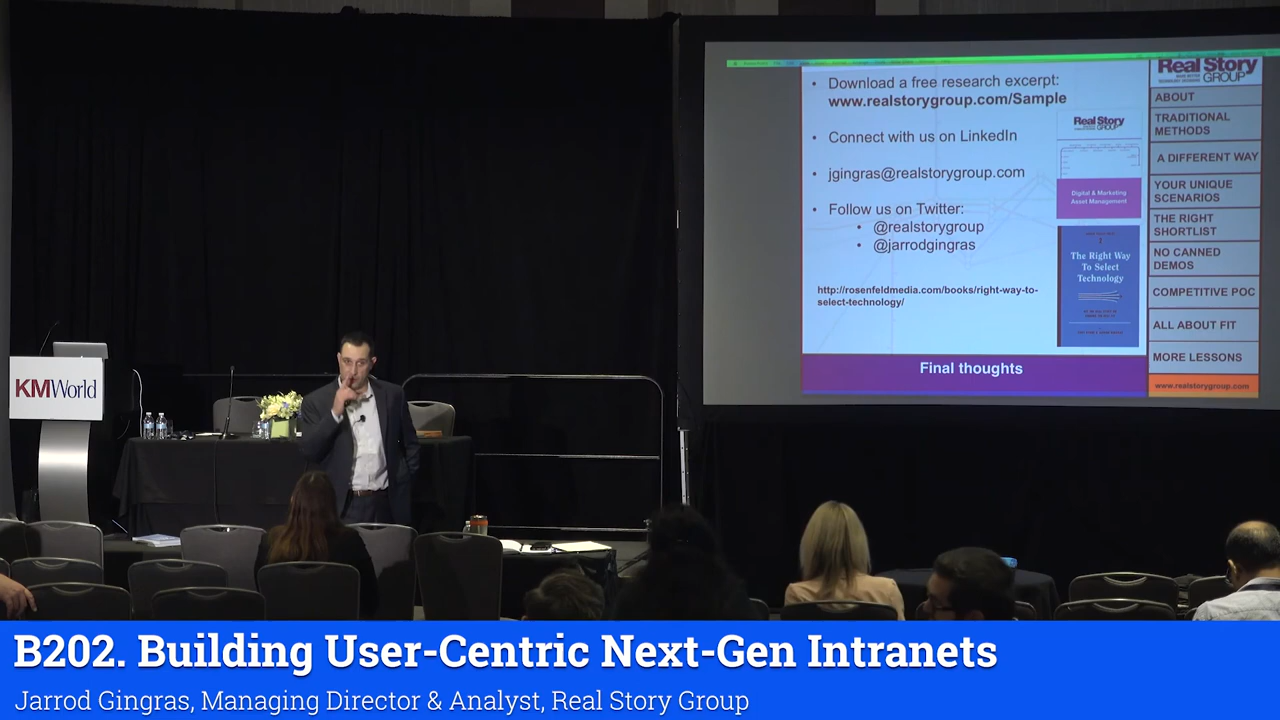 Download a free research excerpt:
www.realstorygroup.com/Sample
Connect with us on LinkedIn
jgingras@realstorygroup.com
Follow us on Twitter:
@realstorygroup
@jarrodgingras
http://rosenfeldmedia.com/books/right-way-to-
select-technology/
Real Story
GROUP
Digital & Marketing
Asset Management
The Right Way
To Select
Technology
Final thoughts
Real Story
GROUP
ABOUT
TRADITIONAL
METHODS
A DIFFERENT WAY
YOUR UNIQUE
SCENARIOS
THE RIGHT
SHORTLIST
NO CANNED
DEMOS
COMPETITIVE POC
ALL ABOUT FIT
MORE LESSONS
www.realstorygroup.com
KMWorld
B202. Building User-Centric Next-Gen Intranets
Jarrod Gingras, Managing Director & Analyst, Real Story Group